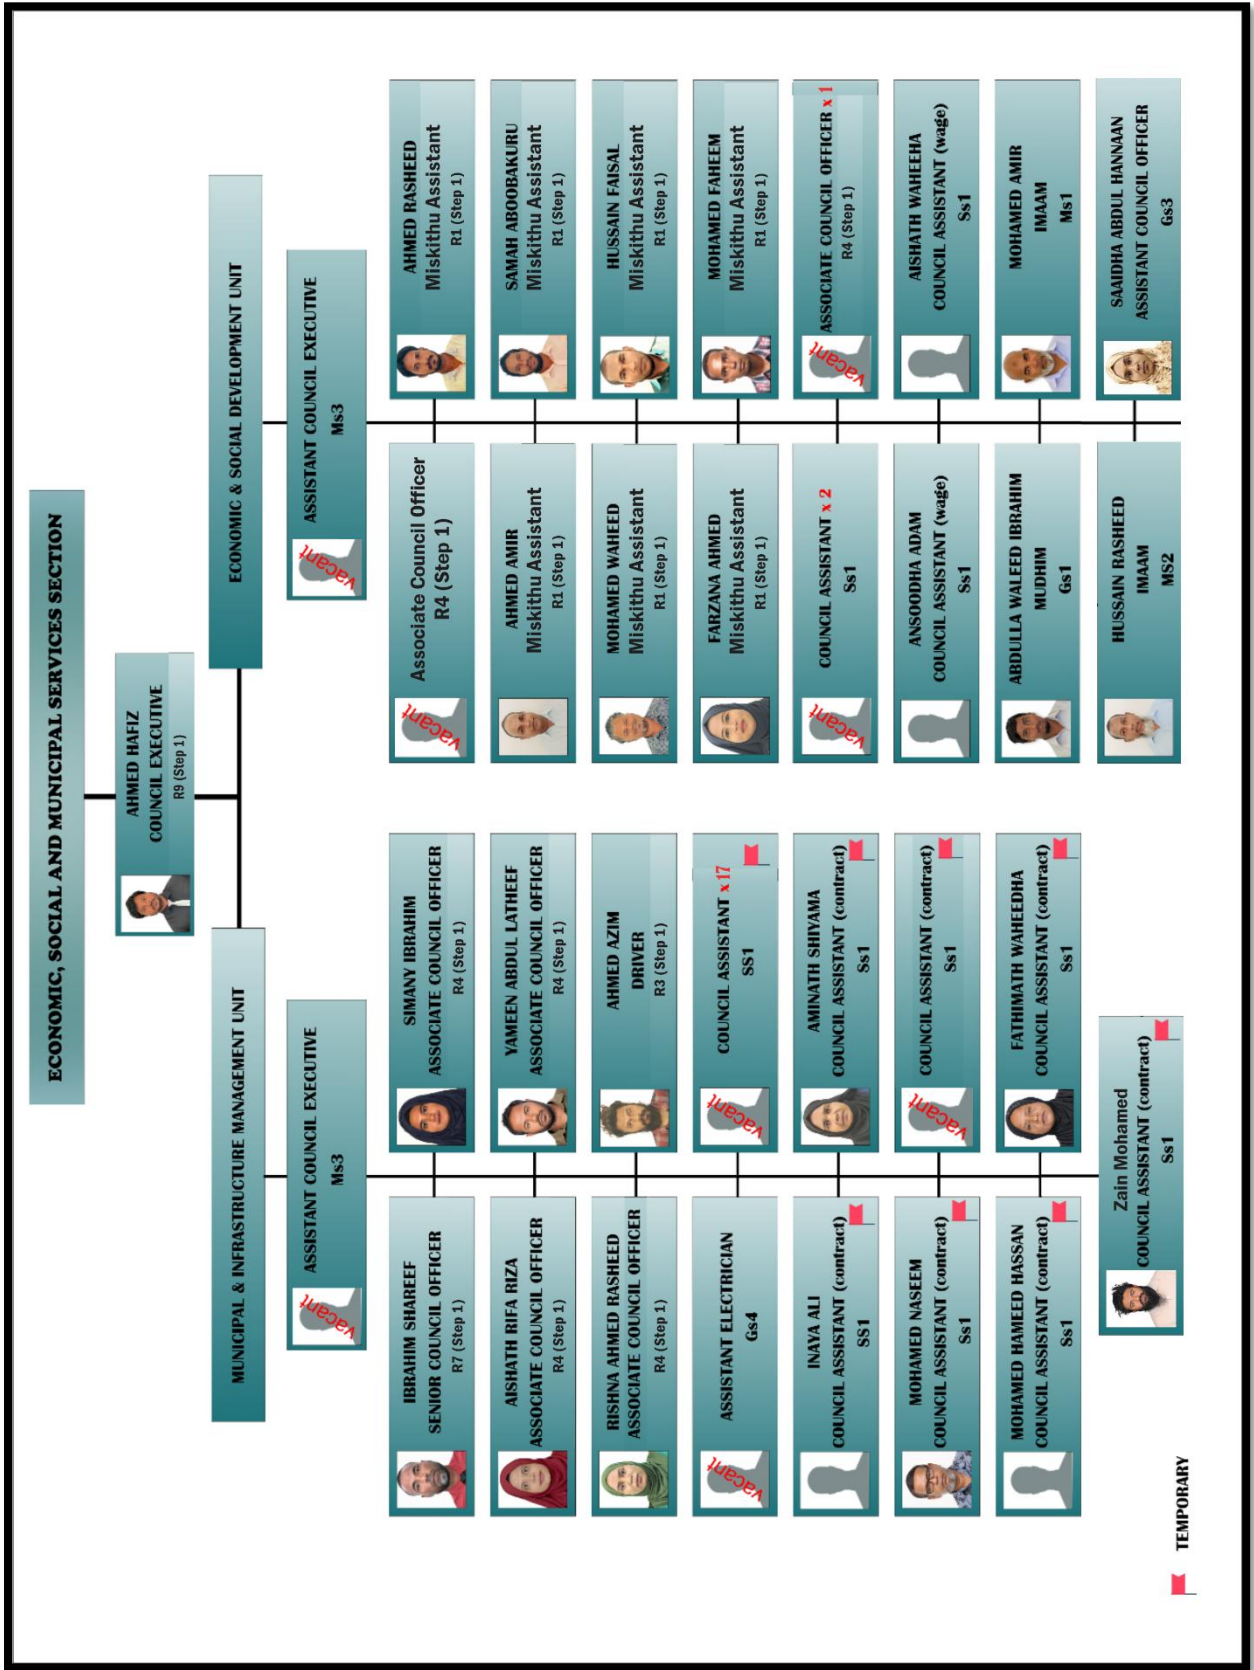 ECONOMIC, SOCIAL AND MUNICIPAL SERVICES SECTION
AHMED HAFIZ
COUNCIL EXECUTIVE
R9 (Step 1)
MUNICIPAL & INFRASTRUCTURE MANAGEMENT UNIT
vacant
ASSISTANT COUNCIL EXECUTIVE
Ms3
IBRAHIM SHAREEF
SENIOR COUNCIL OFFICER
R7 (Step 1)
SIMANY IBRAHIM
ASSOCIATE COUNCIL OFFICER
R4 (Step 1)
AISHATH RIFA RIZA
ASSOCIATE COUNCIL OFFICER
R4 (Step 1)
YAMEEN ABDUL LATHEEF
ASSOCIATE COUNCIL OFFICER
R4 (Step 1)
RISHNA AHMED RASHEED
ASSOCIATE COUNCIL OFFICER
R4 (Step 1)
AHMED AZIM
DRIVER
R3 (Step 1)
vacant
ASSISTANT ELECTRICIAN
Gs4
vacant
COUNCIL ASSISTANT x 17
SS1
INAYA ALI
COUNCIL ASSISTANT (contract)
SS1
AMINATH SHIYAMA
COUNCIL ASSISTANT (contract)
Ss1
MOHAMED NASEEM
COUNCIL ASSISTANT (contract)
Ss1
vacant
COUNCIL ASSISTANT (contract)
Ss1
MOHAMED HAMEED HASSAN
COUNCIL ASSISTANT (contract)
Ss1
FATHIMATH WAHEEDHA
COUNCIL ASSISTANT (contract)
Ss1
Zain Mohamed
COUNCIL ASSISTANT (contract)
Ss1
ECONOMIC & SOCIAL DEVELOPMENT UNIT
vacant
ASSISTANT COUNCIL EXECUTIVE
Ms3
vacant
Associate Council Officer
R4 (Step 1)
AHMED RASHEED
Miskithu Assistant
R1 (Step 1)
AHMED AMIR
Miskithu Assistant
R1 (Step 1)
SAMAH ABOOBAKURU
Miskithu Assistant
R1 (Step 1)
MOHAMED WAHEED
Miskithu Assistant
R1 (Step 1)
HUSSAIN FAISAL
Miskithu Assistant
R1 (Step 1)
FARZANA AHMED
Miskithu Assistant
R1 (Step 1)
MOHAMED FAHEEM
Miskithu Assistant
R1 (Step 1)
vacant
COUNCIL ASSISTANT x 2
Ss1
vacant
ASSOCIATE COUNCIL OFFICER x 1
R4 (Step 1)
ANSOODHA ADAM
COUNCIL ASSISTANT (wage)
Ss1
AISHATH WAHEEHA
COUNCIL ASSISTANT (wage)
Ss1
ABDULLA WALEED IBRAHIM
MUDHIM
Gs1
MOHAMED AMIR
IMAAM
Ms1
HUSSAIN RASHEED
IMAAM
MS2
SAAIDHA ABDUL HANNAAN
ASSISTANT COUNCIL OFFICER
Gs3
TEMPORARY